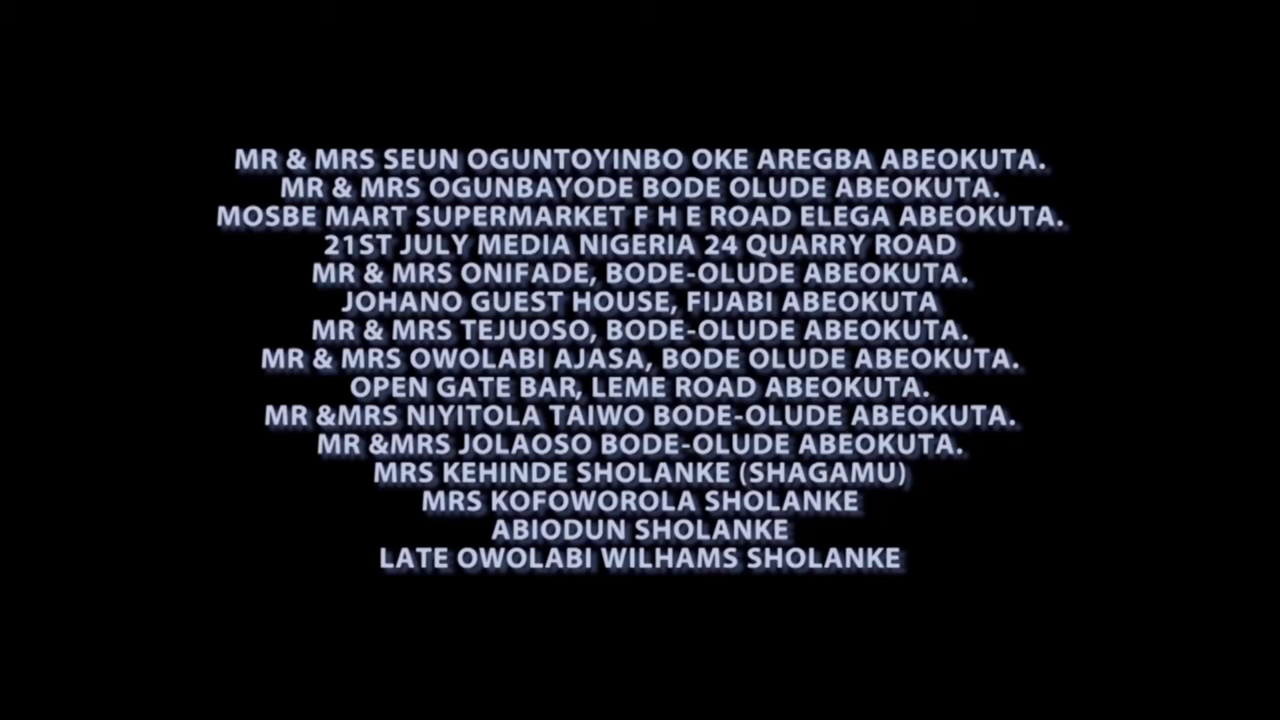 MR & MRS SEUN OGUNTOYINBO OKE AREGBA ABEOKUTA.
MR & MRS OGUNBAYODE BODE OLUDE ABEOKUTA.
MOSBE MART SUPERMARKET F H E ROAD ELEGA ABEOKUTA.
21ST JULY MEDIA NIGERIA 24 QUARRY ROAD
MR & MRS ONIFADE, BODE-OLUDE ABEOKUTA.
JOHANO GUEST HOUSE, FIJABI ABEOKUTA
MR & MRS TEJUOSO, BODE-OLUDE ABEOKUTA.
MR & MRS OWOLABI AJASA, BODE OLUDE ABEOKUTA.
OPEN GATE BAR, LEME ROAD ABEOKUTA.
MR &MRS NIYITOLA TAIWO BODE-OLUDE ABEOKUTA.
MR &MRS JOLAOSO BODE-OLUDE ABEOKUTA.
MRS KEHINDE SHOLANKE (SHAGAMU)
MRS KOFOWOROLA SHOLANKE
ABIODUN SHOLANKE
LATE OWOLABI WILHAMS SHOLANKE